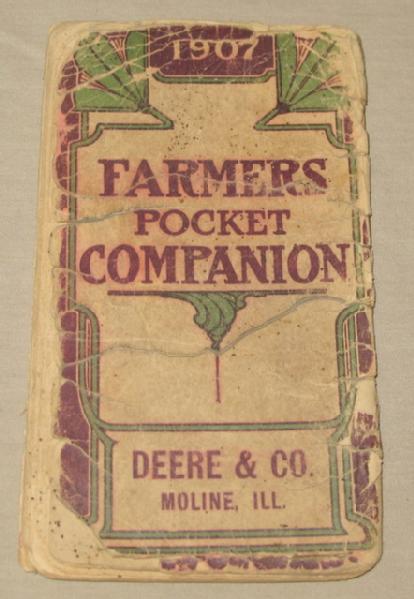 1907
FARMERS
POCKET
COMPANION
DEERE & CO.
MOLINE, ILL.